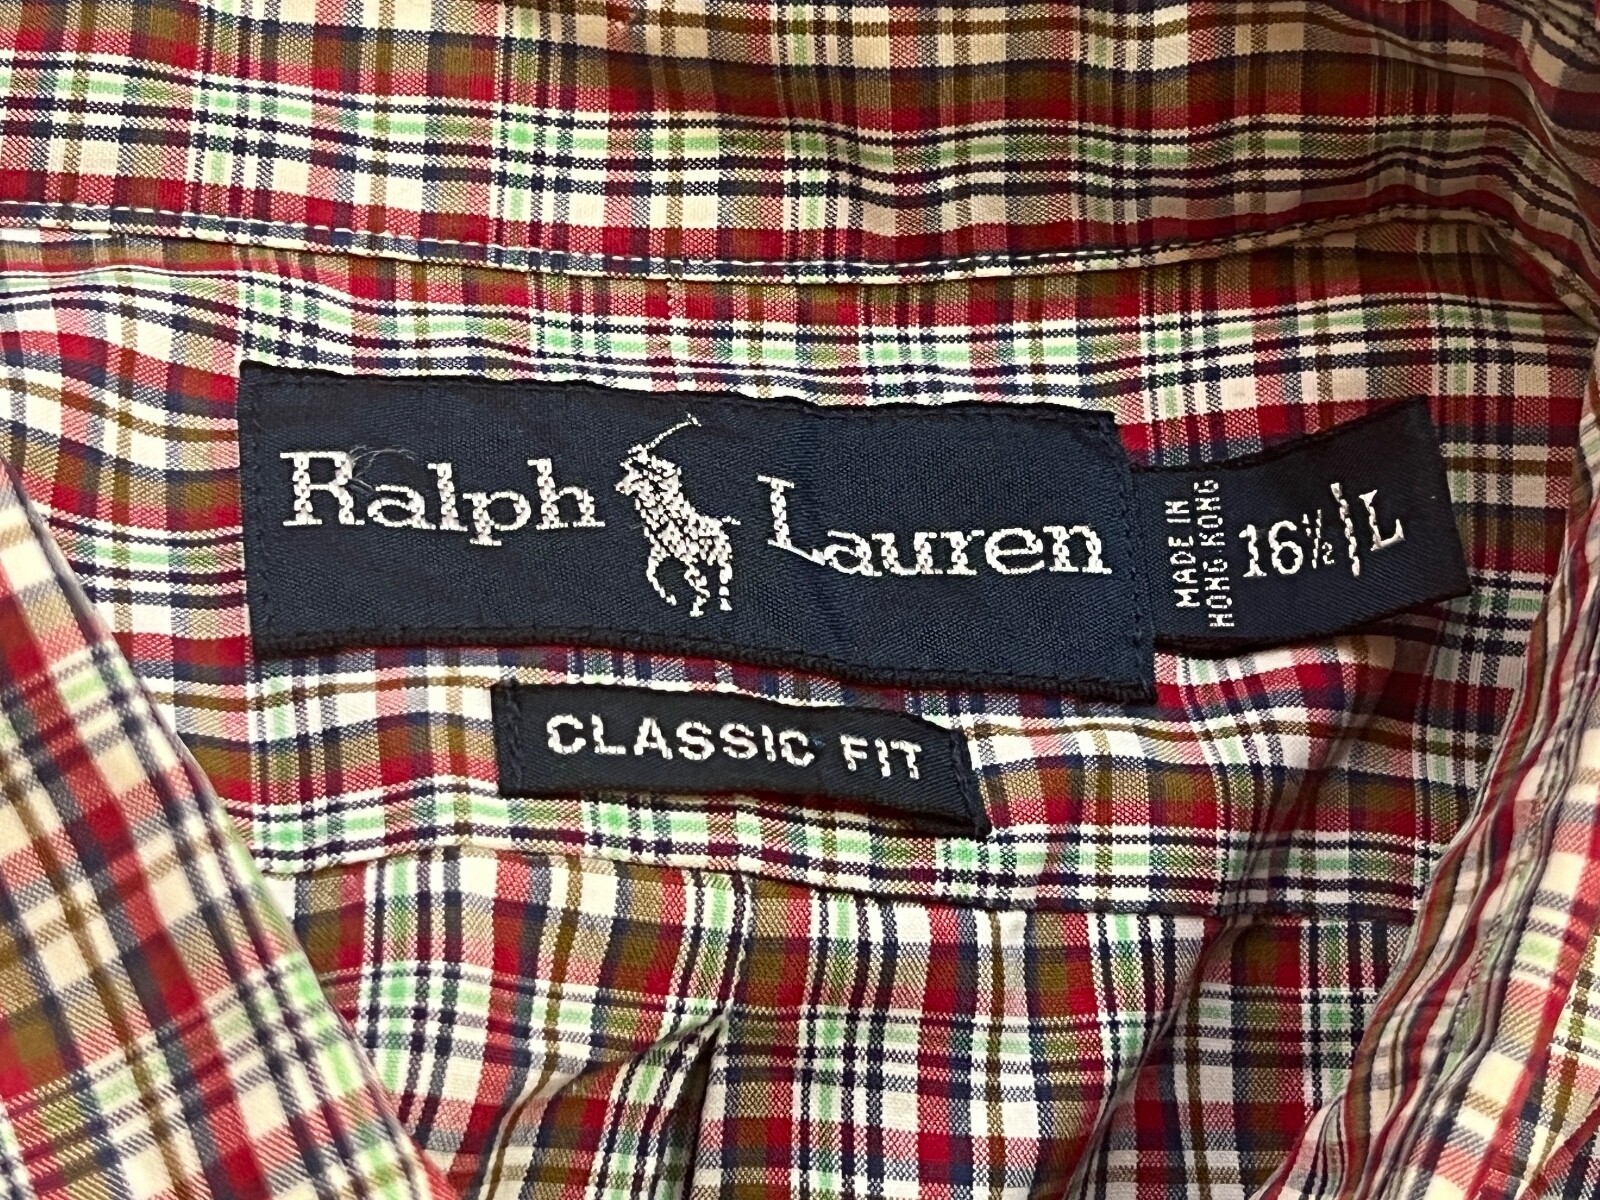 Ralph Lauren
MADE IN
HONG KONG
16½/L
CLASSIC FIT